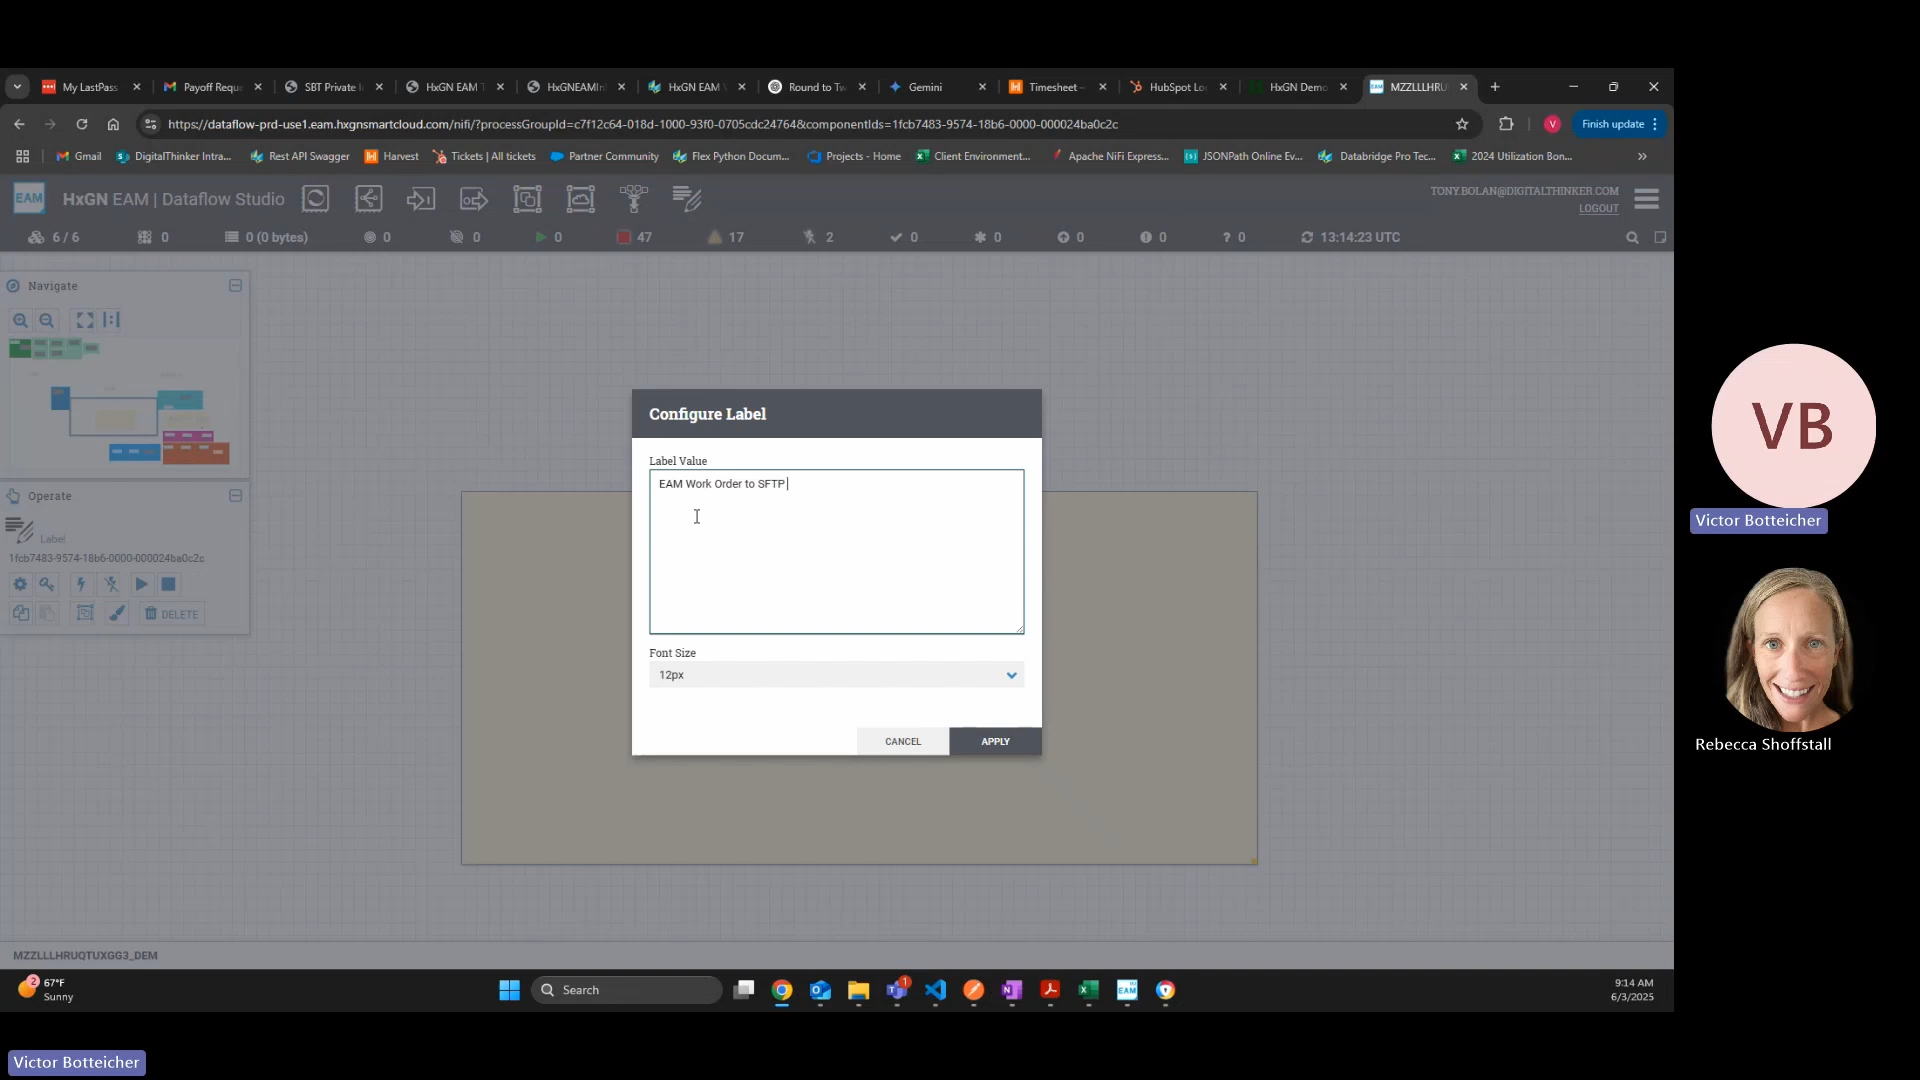 My LastPass
Payoff Requ
SBT Private I
HxGN EAM T
HxGNEAMIn
HxGN EAM
Round to Tw
Gemini
Timesheet –
HubSpot Lo
HxGN Demo
MZZLLLHRU
https://dataflow-prd-use1.eam.hxgnsmartcloud.com/nifi/?processGroupId=c7f12c64-018d-1000-93f0-0705cdc24764&componentIds=1fcb7483-9574-18b6-0000-000024ba0c2c
V
Finish update
Gmail
DigitalThinker Intra...
Rest API Swagger
Harvest
Tickets | All tickets
Partner Community
Flex Python Docum...
Projects - Home
Client Environment...
Apache NiFi Express...
JSONPath Online Ev...
Databridge Pro Tec...
2024 Utilization Bon...
EAM
HxGN EAM | Dataflow Studio
TONY.BOLAN@DIGITALTHINKER.COM
LOGOUT
6 / 6
0
0 (0 bytes)
0
0
0
47
17
2
0
0
0
0
? 0
13:14:23 UTC
Navigate
Operate
Label
1fcb7483-9574-18b6-0000-000024ba0c2c
DELETE
Configure Label
Label Value
EAM Work Order to SFTP
Font Size
12px
CANCEL
APPLY
MZZLLLHRUQTUXGG3_DEM
2
67°F
Sunny
Search
1
EAM
9:14 AM
6/3/2025
VB
Victor Botteicher
Rebecca Shoffstall
Victor Botteicher